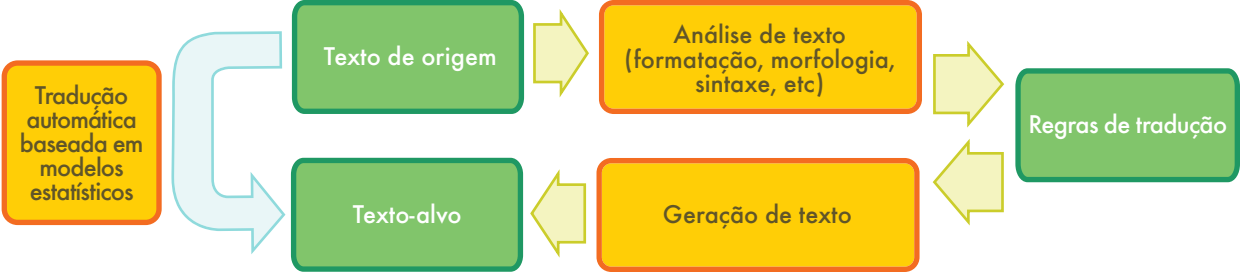 Tradução
automática
baseada em
modelos
estatísticos
Texto de origem
Análise de texto
(formatação, morfologia,
sintaxe, etc)
Regras de tradução
Geração de texto
Texto-alvo